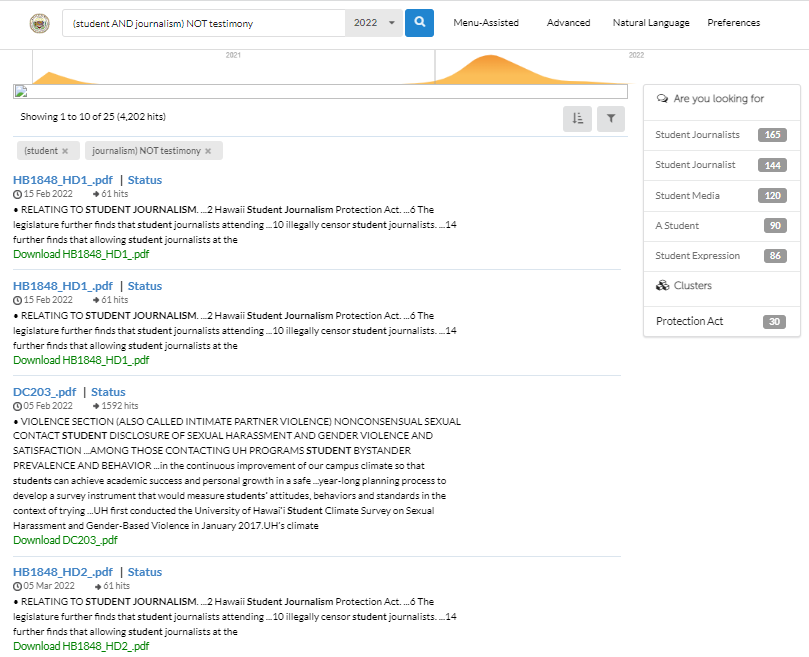 (student AND journalism) NOT testimony
2022
Menu-Assisted
Advanced
Natural Language
Preferences
2021
2022
Showing 1 to 10 of 25 (4,202 hits)
(student ×
journalism) NOT testimony ×
HB1848_HD1_.pdf | Status
15 Feb 2022 61 hits
• RELATING TO STUDENT JOURNALISM. ...2 Hawaii Student Journalism Protection Act. ...6 The
legislature further finds that student journalists attending ...10 illegally censor student journalists. ...14
further finds that allowing student journalists at the
Download HB1848_HD1_.pdf
HB1848_HD1_.pdf | Status
15 Feb 2022 61 hits
• RELATING TO STUDENT JOURNALISM. ...2 Hawaii Student Journalism Protection Act. ...6 The
legislature further finds that student journalists attending ...10 illegally censor student journalists. ...14
further finds that allowing student journalists at the
Download HB1848_HD1_.pdf
DC203_.pdf | Status
05 Feb 2022 1592 hits
• VIOLENCE SECTION (ALSO CALLED INTIMATE PARTNER VIOLENCE) NONCONSENSUAL SEXUAL
CONTACT STUDENT DISCLOSURE OF SEXUAL HARASSMENT AND GENDER VIOLENCE AND
SATISFACTION ...AMONG THOSE CONTACTING UH PROGRAMS STUDENT BYSTANDER
PREVALENCE AND BEHAVIOR ...in the continuous improvement of our campus climate so that
students can achieve academic success and personal growth in a safe ...year-long planning process to
develop a survey instrument that would measure students' attitudes, behaviors and standards in the
context of trying ...UH first conducted the University of Hawai'i Student Climate Survey on Sexual
Harassment and Gender-Based Violence in January 2017.UH's climate
Download DC203_.pdf
HB1848_HD2_.pdf | Status
05 Mar 2022 61 hits
• RELATING TO STUDENT JOURNALISM. ...2 Hawaii Student Journalism Protection Act. ...6 The
legislature further finds that student journalists attending ...10 illegally censor student journalists. ...14
further finds that allowing student journalists at the
Download HB1848_HD2_.pdf
Are you looking for
Student Journalists 165
Student Journalist 144
Student Media 120
A Student 90
Student Expression 86
Clusters
Protection Act 30